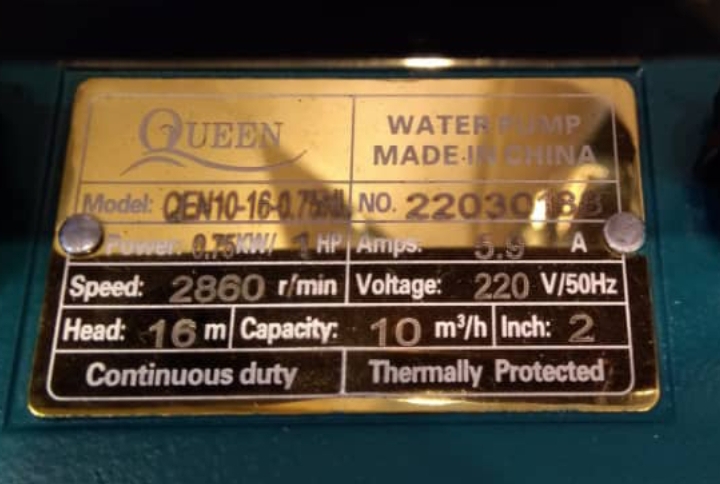 QUEEN
WATER PUMP
MADE IN CHINA
Model: QEN10-16-0.75
NO. 22030188
Power: 0.75KW/ 1 HP Amps: 5.9 A
Speed: 2860 r/min Voltage: 220 V/50Hz
Head: 16 m Capacity: 10 m³/h Inch: 2
Continuous duty Thermally Protected